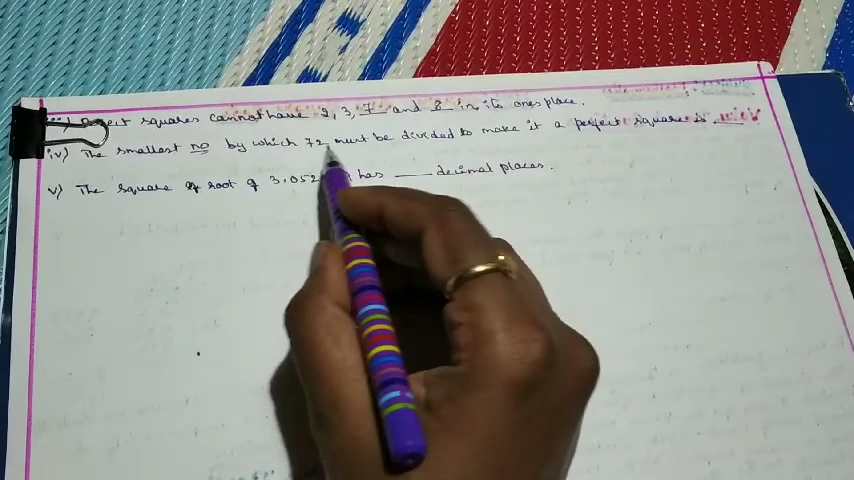 squares cannot have 2, 3, 7 and 8 in its ones place.
iv) The smallest no by which 72 must be divided to make it a perfect square is ___
v) The square of root of 3.052 has ___ decimal places.